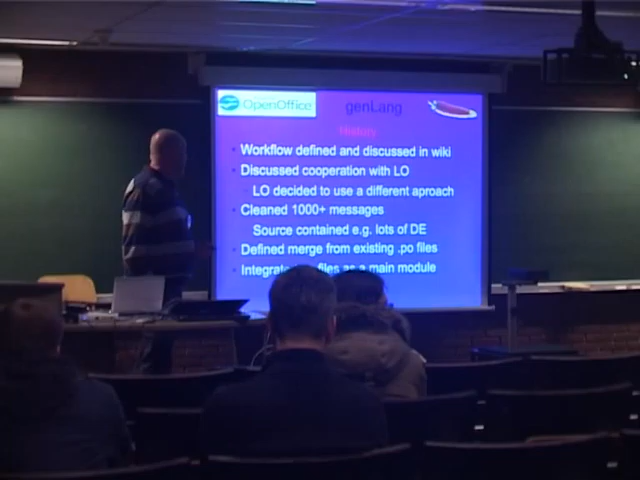 OpenOffice genLang
History
Workflow defined and discussed in wiki
Discussed cooperation with LO
LO decided to use a different aproach
Cleaned 1000+ messages
Source contained e.g. lots of DE
Defined merge from existing .po files
files as a main module